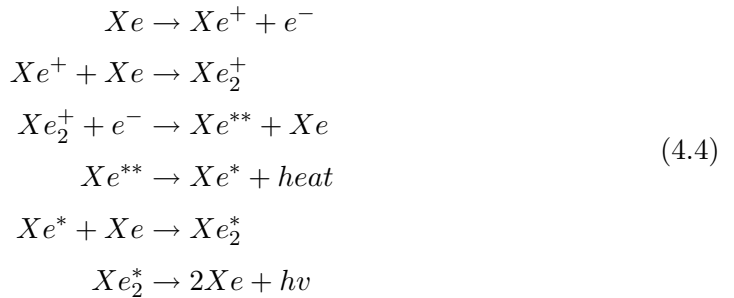 Xe → Xe⁺ + e⁻
Xe⁺ + Xe → Xe₂⁺
Xe₂⁺ + e⁻ → Xe** + Xe
(4.4)
Xe** → Xe* + heat
Xe* + Xe → Xe₂*
Xe₂* → 2Xe + hv